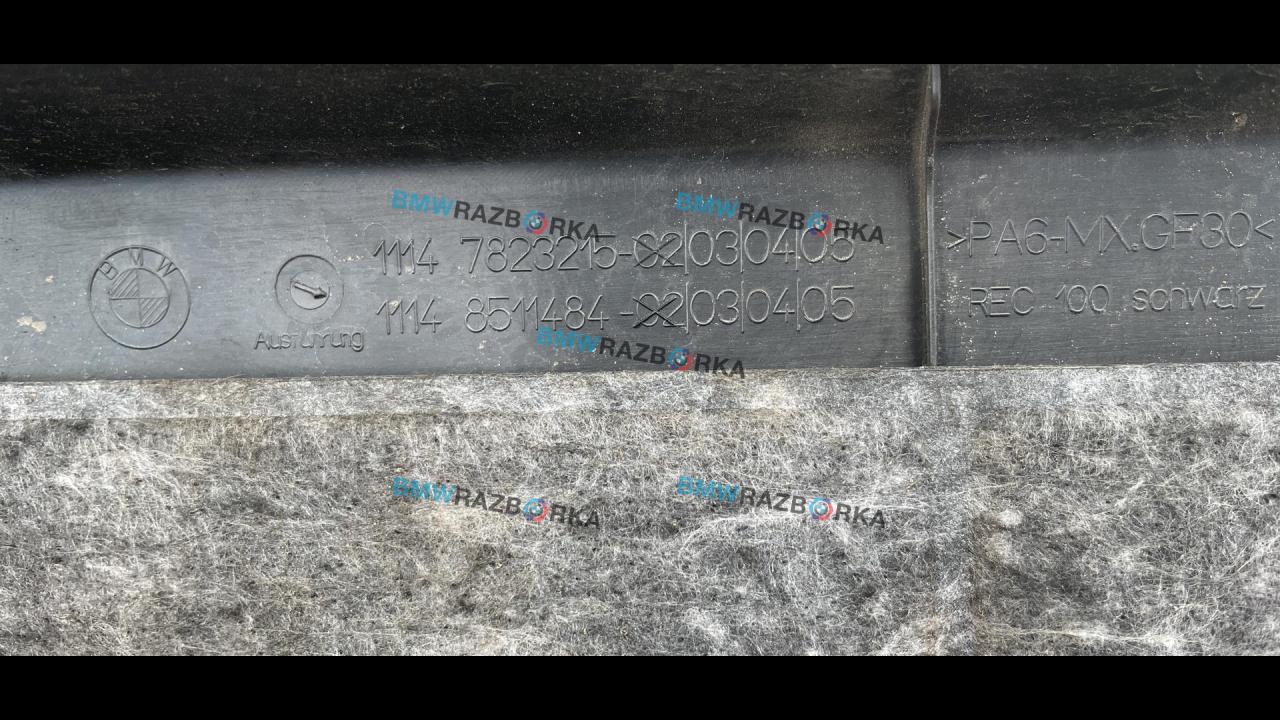 BMW
Ausführung
1114 7823215-02|03|04|05
1114 8511484-02|03|04|05
>PA6-MX.GF30<
REC 100 schwarz
BMWRAZBORKA
BMWRAZBORKA
BMWRAZBORKA
BMWRAZBORKA
BMWRAZBORKA